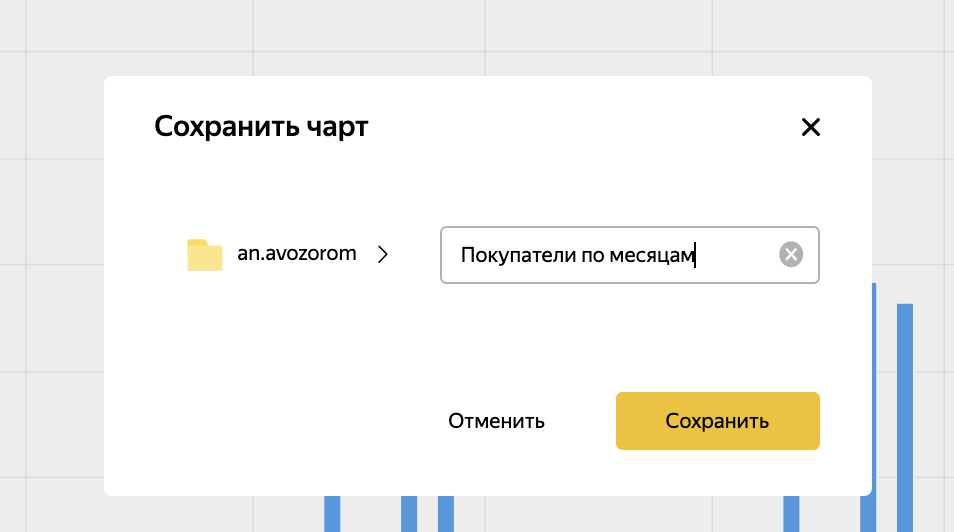 Сохранить чарт
an.avozorom
Покупатели по месяцам
Отменить
Сохранить